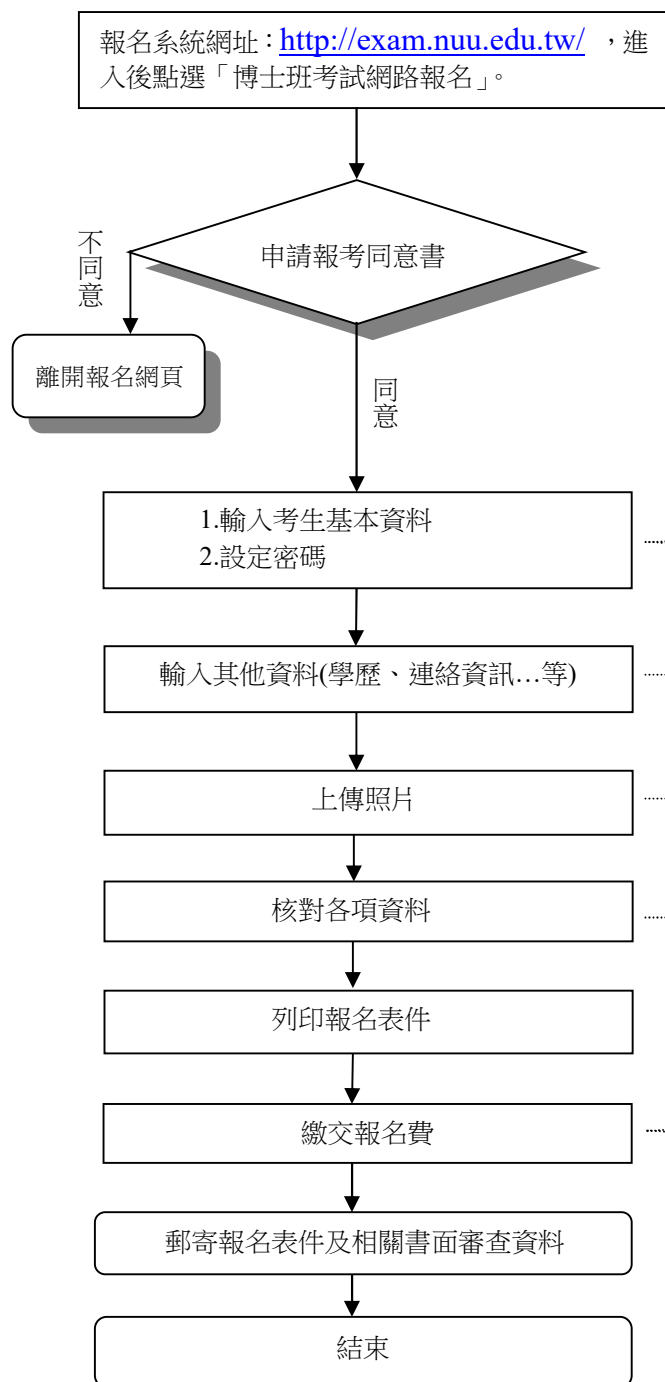 報名系統網址：http://exam.nuu.edu.tw/ ，進
入後點選「博士班考試網路報名」。
申請報考同意書
不同意
離開報名網頁
同意
1.輸入考生基本資料
2.設定密碼
輸入其他資料(學歷、連絡資訊…等)
上傳照片
核對各項資料
列印報名表件
繳交報名費
郵寄報名表件及相關書面審查資料
結束